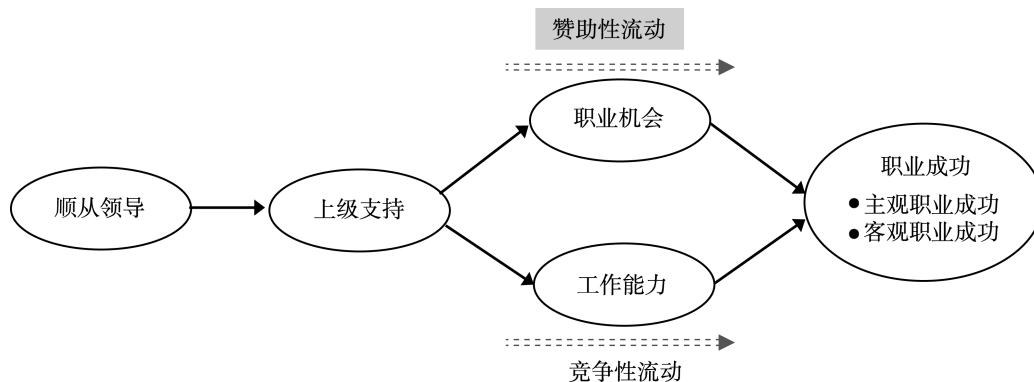 赞助性流动
职业机会
顺从领导
上级支持
职业成功
● 主观职业成功
● 客观职业成功
工作能力
竞争性流动